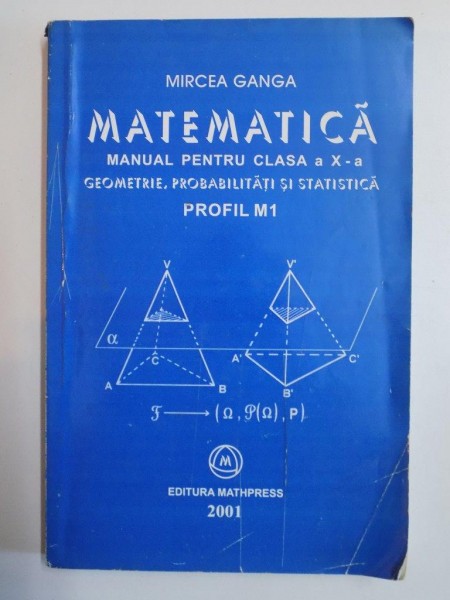 MIRCEA GANGA
MATEMATICĂ
MANUAL PENTRU CLASA a X-a
GEOMETRIE, PROBABILITĂȚI ȘI STATISTICĂ
PROFIL M1
V V'
α
C A' C'
A B B'
ℱ ⟶ (Ω, 𝒫(Ω), P)
M
EDITURA MATHPRESS
2001